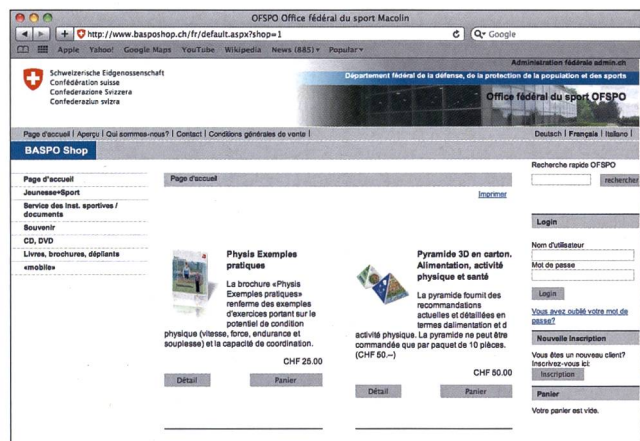 OFSPO Office fédéral du sport Macolin
http://www.basposhop.ch/fr/default.aspx?shop=1
Google
Apple Yahoo! Google Maps YouTube Wikipedia News (885) Popular
Administration fédérale admin.ch
Schweizerische Eidgenossenschaft
Confédération suisse
Confederazione Svizzera
Confederaziun svizra
Département fédéral de la défense, de la protection de la population et des sports
Office fédéral du sport OFSPO
Page d'accueil | Aperçu | Qui sommes-nous? | Contact | Conditions générales de vente |
Deutsch | Français | Italiano |
BASPO Shop
Page d'accueil
Jeunesse+Sport
Service des inst. sportives /
documents
Souvenir
CD, DVD
Livres, brochures, dépliants
«mobile»
Page d'accueil
Imprimer
Physis Exemples
pratiques
La brochure «Physis
Exemples pratiques»
renferme des exemples
d'exercices portant sur le
potentiel de condition
physique (vitesse, force, endurance et
souplesse) et la capacité de coordination.
CHF 25.00
Détail
Panier
Pyramide 3D en carton.
Alimentation, activité
physique et santé
La pyramide fournit des
recommandations
actuelles et détaillées en
termes dalimentation et d
activité physique. La pyramide ne peut être
commandée que par paquet de 10 pièces.
(CHF 50.–)
CHF 50.00
Détail
Panier
Recherche rapide OFSPO
rechercher
Login
Nom d'utilisateur
Mot de passe
Login
Vous avez oublié votre mot de
passe?
Nouvelle inscription
Vous êtes un nouveau client?
Inscrivez-vous ici:
Inscription
Panier
Votre panier est vide.